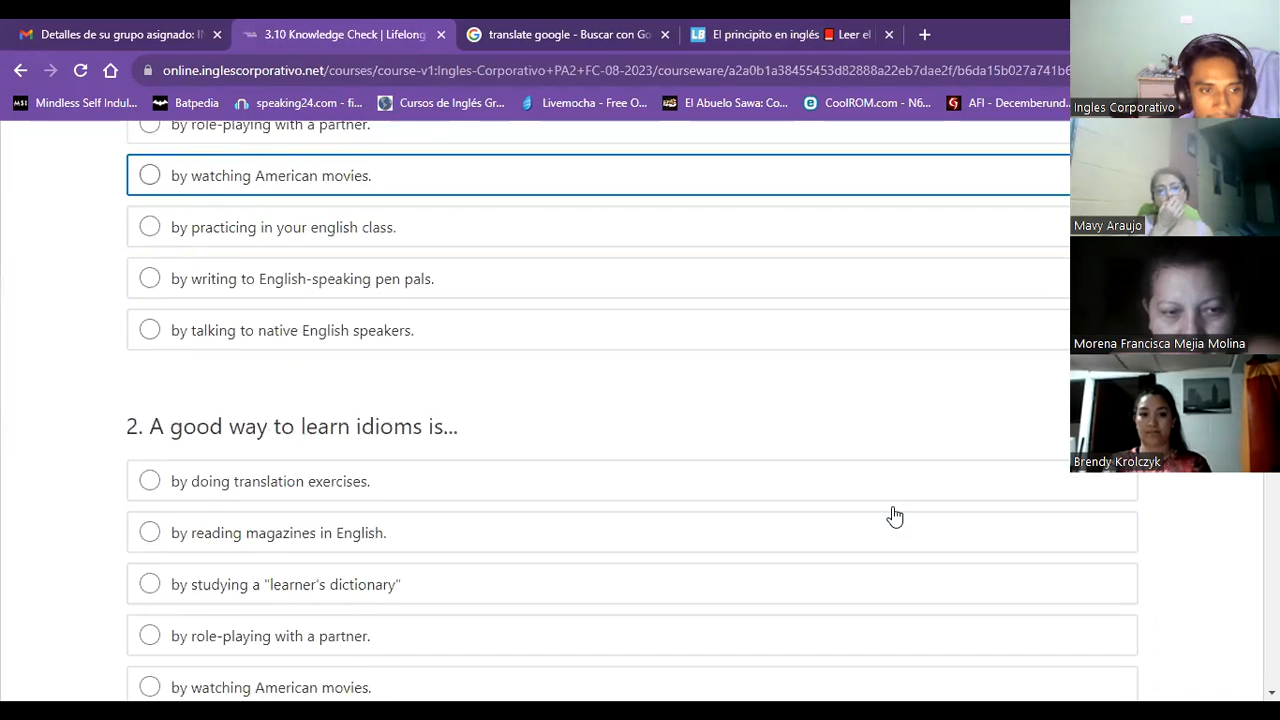 Detalles de su grupo asignado: I
3.10 Knowledge Check | Lifelong
translate google - Buscar con Go
El principito en inglés 📕 Leer el
online.inglescorporativo.net/courses/course-v1:Ingles-Corporativo+PA2+FC-08-2023/courseware/a2a0b1a38455453d82888a22eb7dae2f/b6da15b027a741b6
Mindless Self Indul...
Batpedia
speaking24.com - fi...
Cursos de Inglés Gr...
Livemocha - Free O...
El Abuelo Sawa: Co...
CoolROM.com - N6...
AFI - Decemberund
by role-playing with a partner.
by watching American movies.
by practicing in your english class.
by writing to English-speaking pen pals.
by talking to native English speakers.
2. A good way to learn idioms is...
by doing translation exercises.
by reading magazines in English.
by studying a "learner's dictionary"
by role-playing with a partner.
by watching American movies.
Ingles Corporativo
Mavy Araujo
Morena Francisca Mejia Molina
Brendy Krolczyk